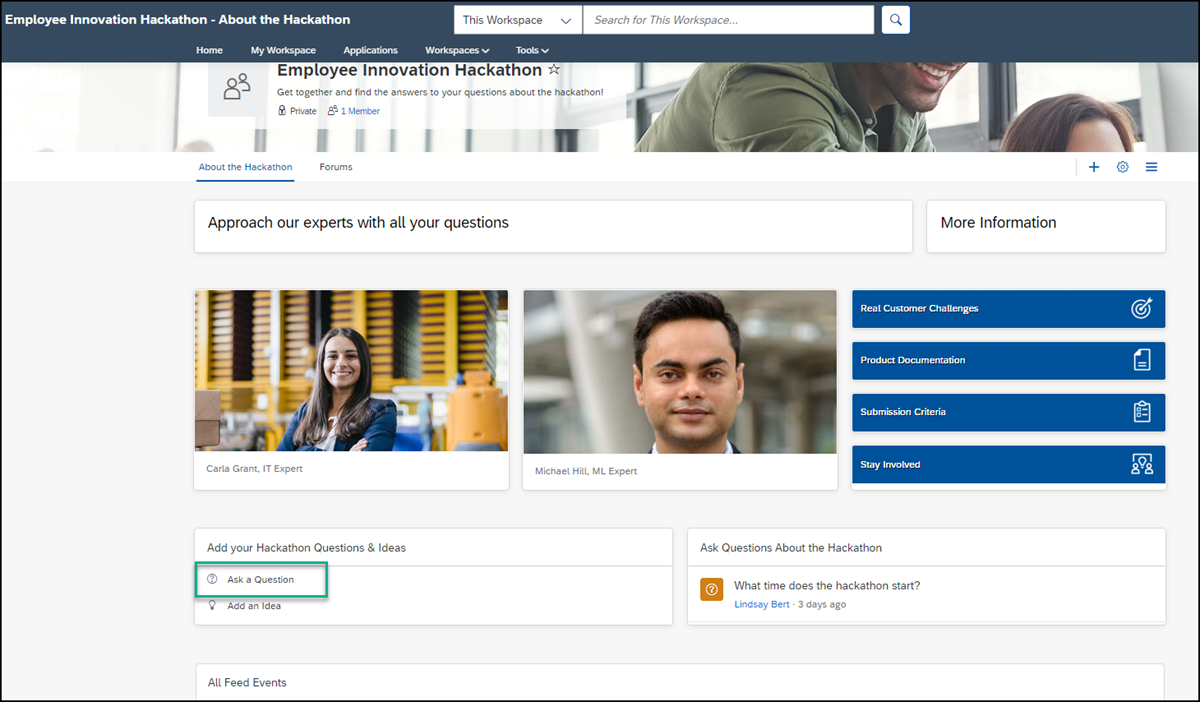 Employee Innovation Hackathon - About the Hackathon
This Workspace
Search for This Workspace...
Home My Workspace Applications Workspaces Tools
Employee Innovation Hackathon
Get together and find the answers to your questions about the hackathon!
Private 1 Member
About the Hackathon Forums
Approach our experts with all your questions
More Information
Carla Grant, IT Expert
Michael Hill, ML Expert
Real Customer Challenges
Product Documentation
Submission Criteria
Stay Involved
Add your Hackathon Questions & Ideas
Ask a Question
Add an Idea
Ask Questions About the Hackathon
What time does the hackathon start?
Lindsay Bert · 3 days ago
All Feed Events